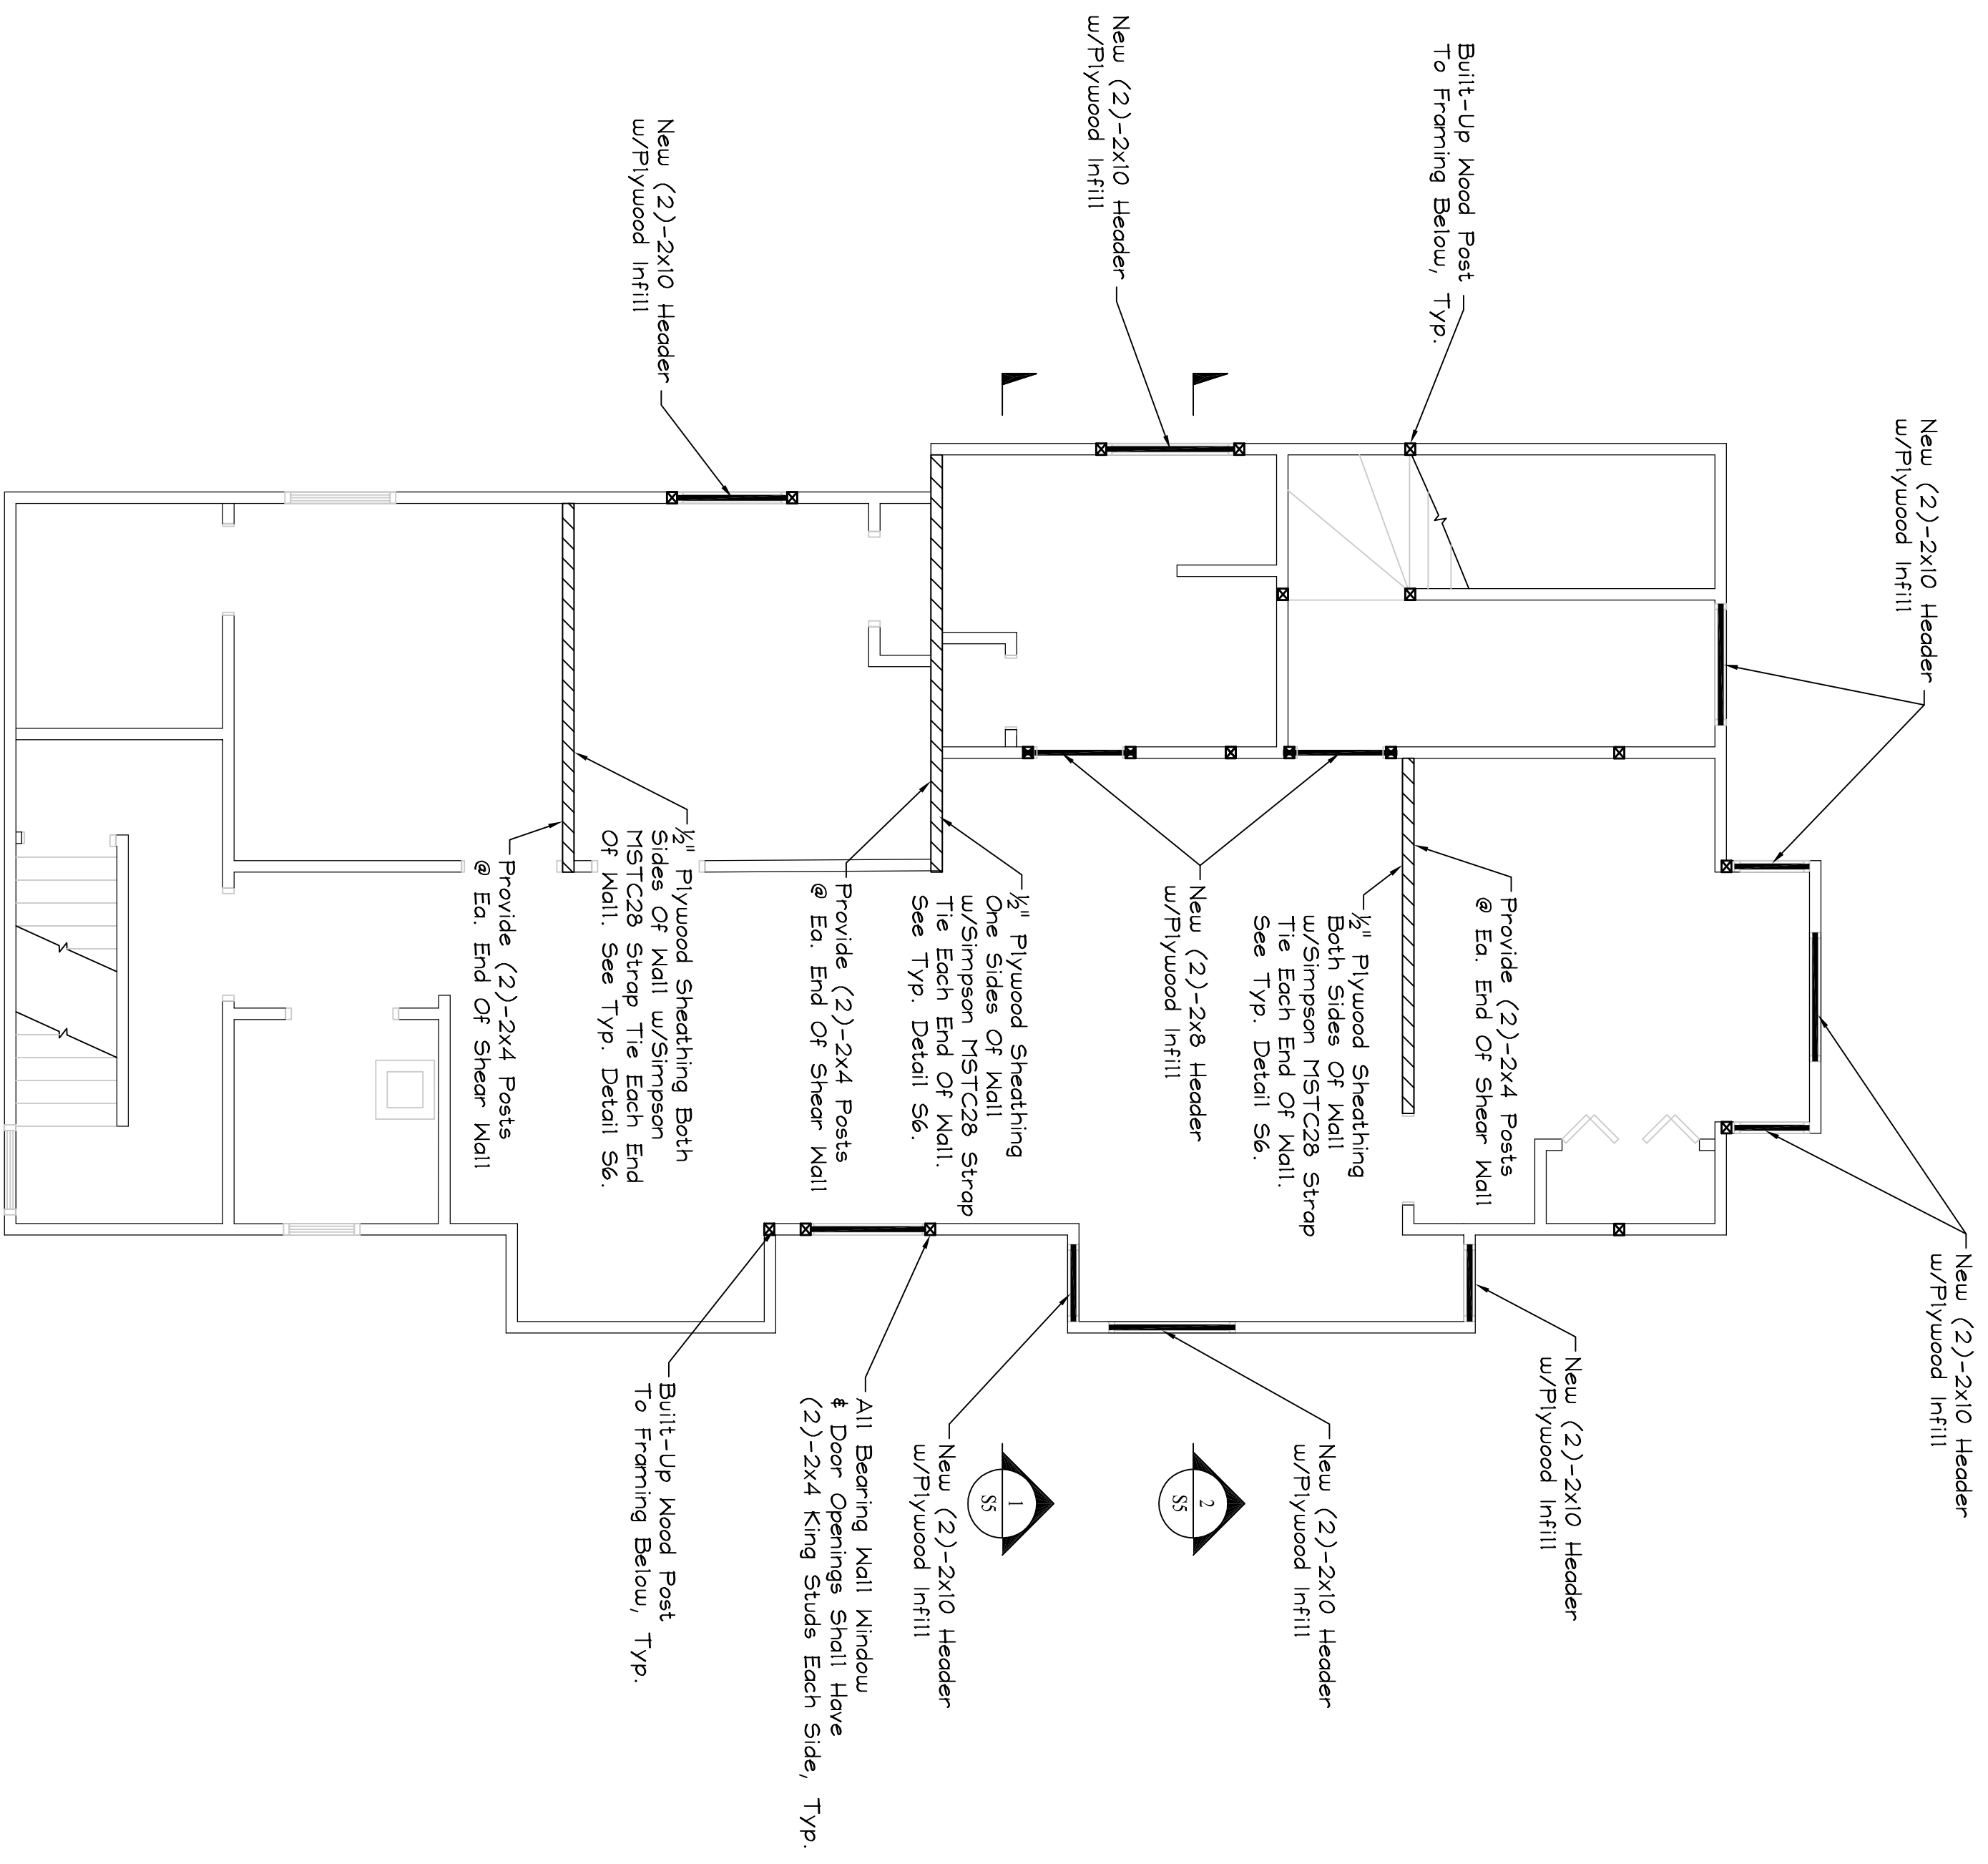 New (2)-2x10 Header
w/Plywood Infill
New (2)-2x10 Header
w/Plywood Infill
Built-Up Wood Post
To Framing Below, Typ.
New (2)-2x10 Header
w/Plywood Infill
New (2)-2x10 Header
w/Plywood Infill
New (2)-2x10 Header
w/Plywood Infill
Provide (2)-2x4 Posts
@ Ea. End Of Shear Wall
½" Plywood Sheathing
Both Sides Of Wall
w/Simpson MSTC28 Strap
Tie Each End Of Wall.
See Typ. Detail S6.
New (2)-2x10 Header
w/Plywood Infill
New (2)-2x8 Header
w/Plywood Infill
2
S5
½" Plywood Sheathing
One Sides Of Wall
w/Simpson MSTC28 Strap
Tie Each End Of Wall.
See Typ. Detail S6.
1
S5
New (2)-2x10 Header
w/Plywood Infill
Provide (2)-2x4 Posts
@ Ea. End Of Shear Wall
All Bearing Wall Window
& Door Openings Shall Have
(2)-2x4 King Studs Each Side, Typ.
New (2)-2x10 Header
w/Plywood Infill
½" Plywood Sheathing Both
Sides Of Wall w/Simpson
MSTC28 Strap Tie Each End
Of Wall. See Typ. Detail S6.
Built-Up Wood Post
To Framing Below, Typ.
Provide (2)-2x4 Posts
@ Ea. End Of Shear Wall